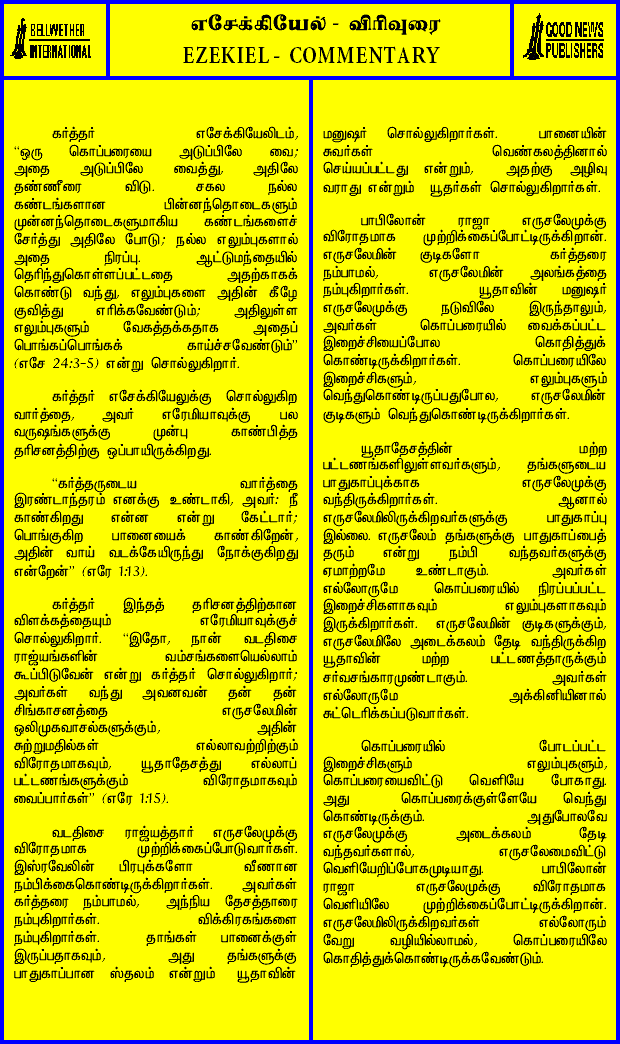 BELLWETHER
INTERNATIONAL
எசேக்கியேல் - விரிவுரை
EZEKIEL - COMMENTARY
GOOD NEWS
PUBLISHERS
கர்த்தர் எசேக்கியேலிடம்,
“ஒரு கொப்பரையை அடுப்பிலே வை;
அதை அடுப்பிலே வைத்து, அதிலே
தண்ணீரை விடு. சகல நல்ல
கண்டங்களான பின்னந்தொடைகளும்
முன்னந்தொடைகளுமாகிய கண்டங்களைச்
சேர்த்து அதிலே போடு; நல்ல எலும்புகளால்
அதை நிரப்பு. ஆட்டுமந்தையில்
தெரிந்துகொள்ளப்பட்டதை அதற்காகக்
கொண்டு வந்து, எலும்புகளை அதின் கீழே
குவித்து எரிக்கவேண்டும்; அதிலுள்ள
எலும்புகளும் வேகத்தக்கதாக அதைப்
பொங்கப்பொங்கக் காய்ச்சவேண்டும்”
(எசே 24:3-5) என்று சொல்லுகிறார்.
கர்த்தர் எசேக்கியேலுக்கு சொல்லுகிற
வார்த்தை, அவர் எரேமியாவுக்கு பல
வருஷங்களுக்கு முன்பு காண்பித்த
தரிசனத்திற்கு ஒப்பாயிருக்கிறது.
“கர்த்தருடைய வார்த்தை
இரண்டாந்தரம் எனக்கு உண்டாகி, அவர்: நீ
காண்கிறது என்ன என்று கேட்டார்;
பொங்குகிற பானையைக் காண்கிறேன்,
அதின் வாய் வடக்கேயிருந்து நோக்குகிறது
என்றேன்” (எரே 1:13).
கர்த்தர் இந்தத் தரிசனத்திற்கான
விளக்கத்தையும் எரேமியாவுக்குச்
சொல்லுகிறார். “இதோ, நான் வடதிசை
ராஜ்யங்களின் வம்சங்களையெல்லாம்
கூப்பிடுவேன் என்று கர்த்தர் சொல்லுகிறார்;
அவர்கள் வந்து அவனவன் தன் தன்
சிங்காசனத்தை எருசலேமின்
ஒலிமுகவாசல்களுக்கும், அதின்
சுற்றுமதில்கள் எல்லாவற்றிற்கும்
விரோதமாகவும், யூதாதேசத்து எல்லாப்
பட்டணங்களுக்கும் விரோதமாகவும்
வைப்பார்கள்” (எரே 1:15).
வடதிசை ராஜ்யத்தார் எருசலேமுக்கு
விரோதமாக முற்றிக்கைப்போடுவார்கள்.
இஸ்ரவேலின் பிரபுக்களோ வீணான
நம்பிக்கைகொண்டிருக்கிறார்கள். அவர்கள்
கர்த்தரை நம்பாமல், அந்நிய தேசத்தாரை
நம்புகிறார்கள். விக்கிரகங்களை
நம்புகிறார்கள். தாங்கள் பானைக்குள்
இருப்பதாகவும், அது தங்களுக்கு
பாதுகாப்பான ஸ்தலம் என்றும் யூதாவின்
மனுஷர் சொல்லுகிறார்கள். பானையின்
சுவர்கள் வெண்கலத்தினால்
செய்யப்பட்டது என்றும், அதற்கு அழிவு
வராது என்றும் யூதர்கள் சொல்லுகிறார்கள்.
பாபிலோன் ராஜா எருசலேமுக்கு
விரோதமாக முற்றிக்கைப்போட்டிருக்கிறான்.
எருசலேமின் குடிகளோ கர்த்தரை
நம்பாமல், எருசலேமின் அலங்கத்தை
நம்புகிறார்கள். யூதாவின் மனுஷர்
எருசலேமுக்கு நடுவிலே இருந்தாலும்,
அவர்கள் கொப்பரையில் வைக்கப்பட்ட
இறைச்சியைப்போல கொதித்துக்
கொண்டிருக்கிறார்கள். கொப்பரையிலே
இறைச்சிகளும், எலும்புகளும்
வெந்துகொண்டிருப்பதுபோல, எருசலேமின்
குடிகளும் வெந்துகொண்டிருக்கிறார்கள்.
யூதாதேசத்தின் மற்ற
பட்டணங்களிலுள்ளவர்களும், தங்களுடைய
பாதுகாப்புக்காக எருசலேமுக்கு
வந்திருக்கிறார்கள். ஆனால்
எருசலேமிலிருக்கிறவர்களுக்கு பாதுகாப்பு
இல்லை. எருசலேம் தங்களுக்கு பாதுகாப்பைத்
தரும் என்று நம்பி வந்தவர்களுக்கு
ஏமாற்றமே உண்டாகும். அவர்கள்
எல்லோருமே கொப்பரையில் நிரப்பப்பட்ட
இறைச்சிகளாகவும் எலும்புகளாகவும்
இருக்கிறார்கள். எருசலேமின் குடிகளுக்கும்,
எருசலேமிலே அடைக்கலம் தேடி வந்திருக்கிற
யூதாவின் மற்ற பட்டணத்தாருக்கும்
சர்வசங்காரமுண்டாகும். அவர்கள்
எல்லோருமே அக்கினியினால்
சுட்டெரிக்கப்படுவார்கள்.
கொப்பரையில் போடப்பட்ட
இறைச்சிகளும் எலும்புகளும்,
கொப்பரையைவிட்டு வெளியே போகாது.
அது கொப்பரைக்குள்ளேயே வெந்து
கொண்டிருக்கும். அதுபோலவே
எருசலேமுக்கு அடைக்கலம் தேடி
வந்தவர்களால், எருசலேமைவிட்டு
வெளியேறிப்போகமுடியாது. பாபிலோன்
ராஜா எருசலேமுக்கு விரோதமாக
வெளியிலே முற்றிக்கைப்போட்டிருக்கிறான்.
எருசலேமிலிருக்கிறவர்கள் எல்லோரும்
வேறு வழியில்லாமல், கொப்பரையிலே
கொதித்துக்கொண்டிருக்கவேண்டும்.